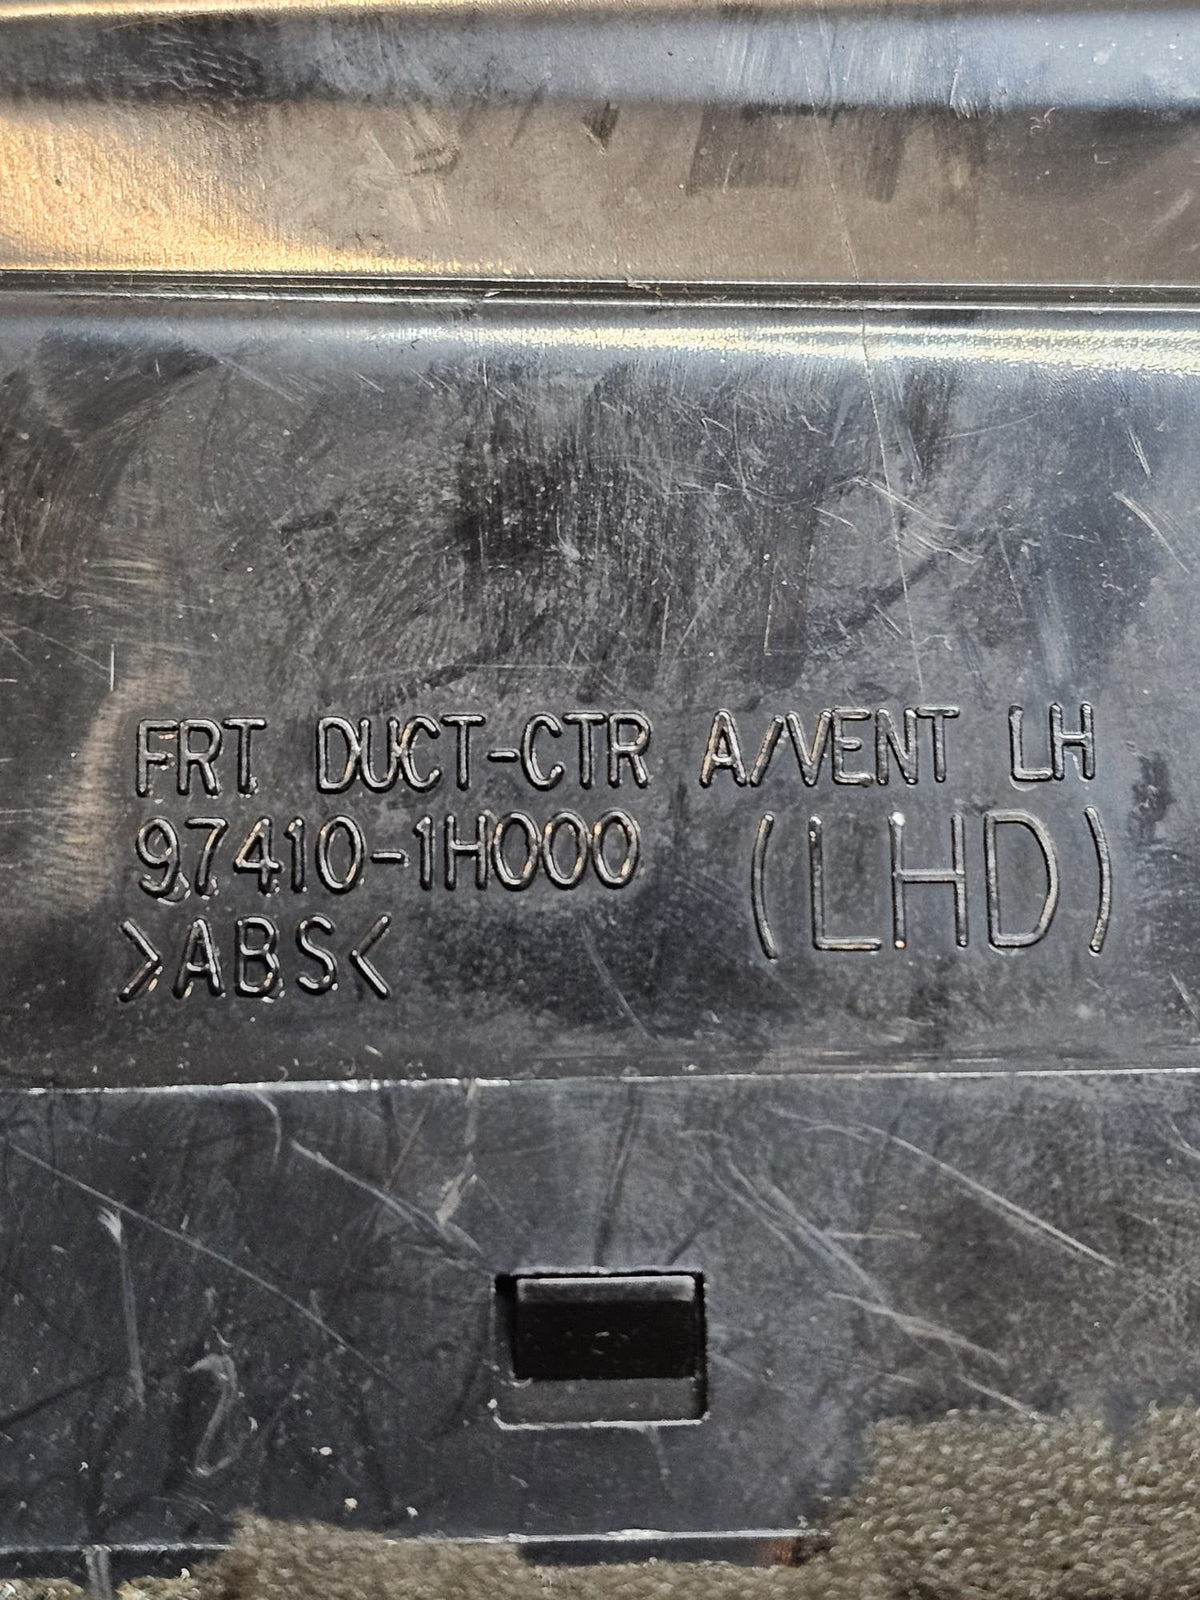 FRT DUCT-CTR A/VENT LH
97410-1H000 (LHD)
>ABS<